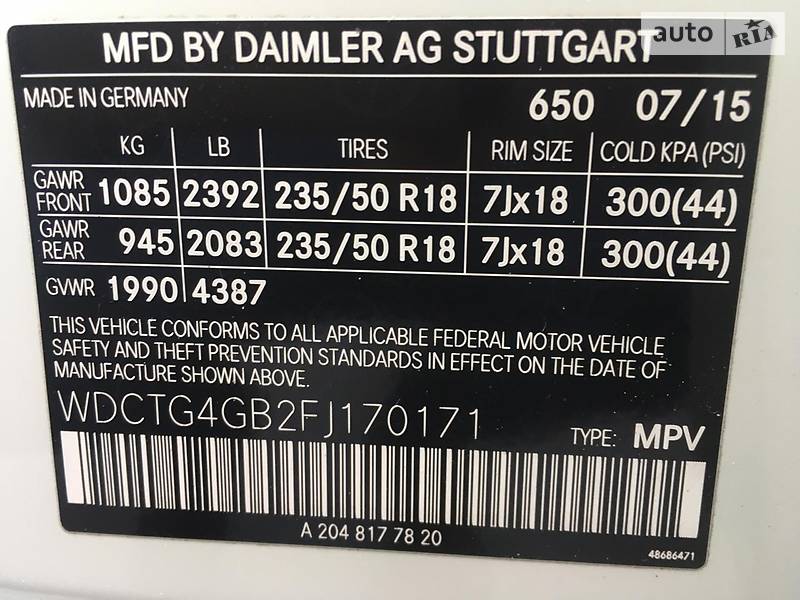 auto RIA
MFD BY DAIMLER AG STUTTGART
MADE IN GERMANY 650 07/15
KG LB TIRES RIM SIZE COLD KPA (PSI)
GAWR FRONT 1085 2392 235/50 R18 7Jx18 300(44)
GAWR REAR 945 2083 235/50 R18 7Jx18 300(44)
GVWR 1990 4387
THIS VEHICLE CONFORMS TO ALL APPLICABLE FEDERAL MOTOR VEHICLE
SAFETY AND THEFT PREVENTION STANDARDS IN EFFECT ON THE DATE OF
MANUFACTURE SHOWN ABOVE.
WDCTG4GB2FJ170171 TYPE: MPV
A 204 817 78 20
48686471